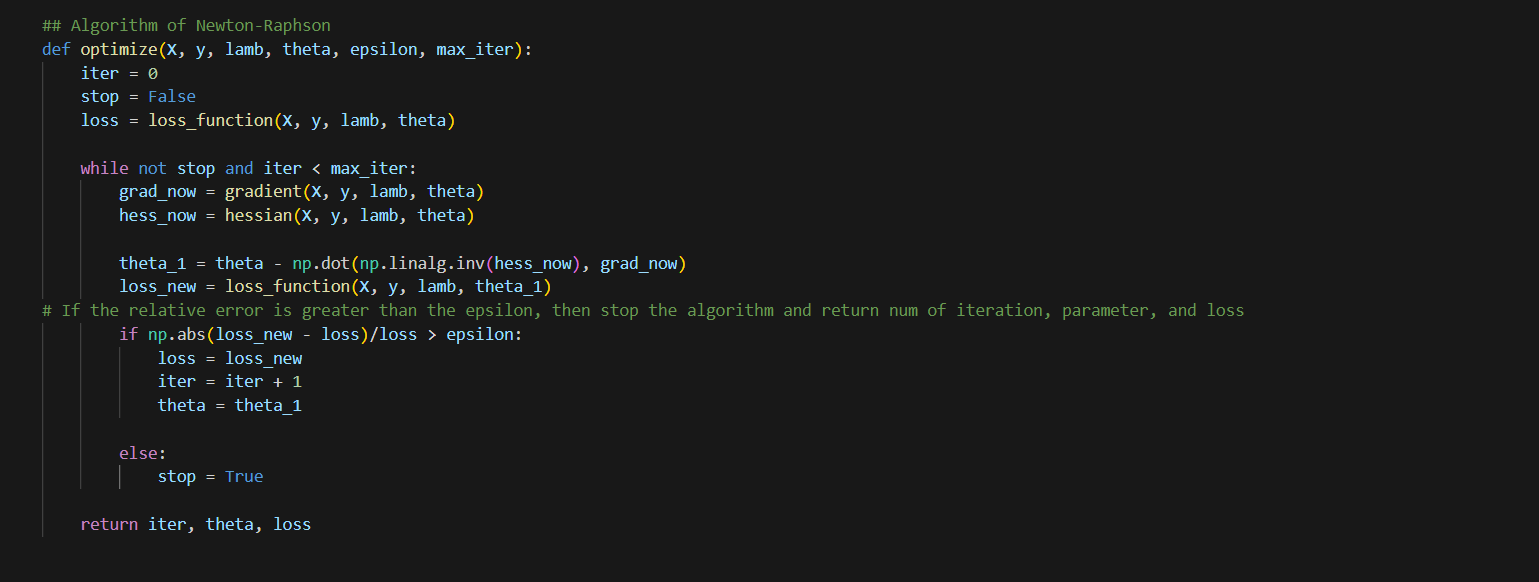 ## Algorithm of Newton-Raphson
def optimize(X, y, lamb, theta, epsilon, max_iter):
    iter = 0
    stop = False
    loss = loss_function(X, y, lamb, theta)

    while not stop and iter < max_iter:
        grad_now = gradient(X, y, lamb, theta)
        hess_now = hessian(X, y, lamb, theta)

        theta_1 = theta - np.dot(np.linalg.inv(hess_now), grad_now)
        loss_new = loss_function(X, y, lamb, theta_1)
# If the relative error is greater than the epsilon, then stop the algorithm and return num of iteration, parameter, and loss
        if np.abs(loss_new - loss)/loss > epsilon:
            loss = loss_new
            iter = iter + 1
            theta = theta_1

        else:
            stop = True

    return iter, theta, loss